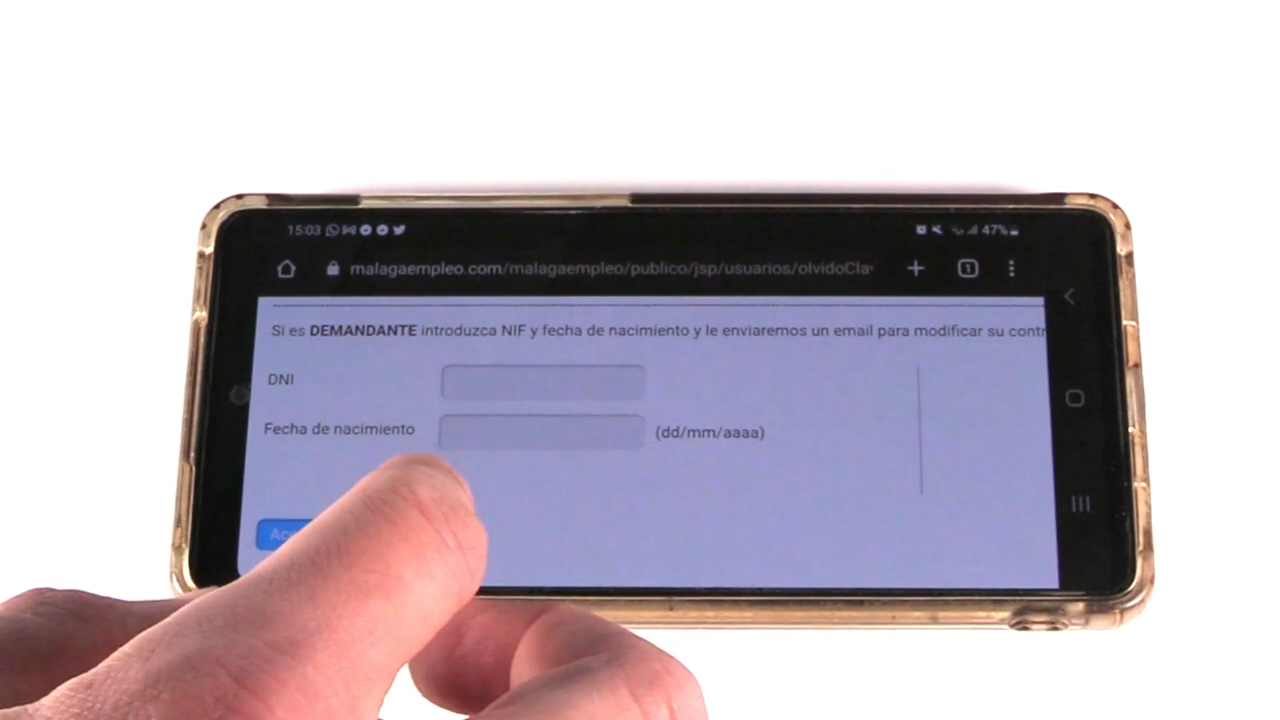 15:03 47%
malagaempleo.com/malagaempleo/publico/jsp/usuarios/olvidoCla
1
Si es DEMANDANTE introduzca NIF y fecha de nacimiento y le enviaremos un email para modificar su contr
DNI
Fecha de nacimiento (dd/mm/aaaa)